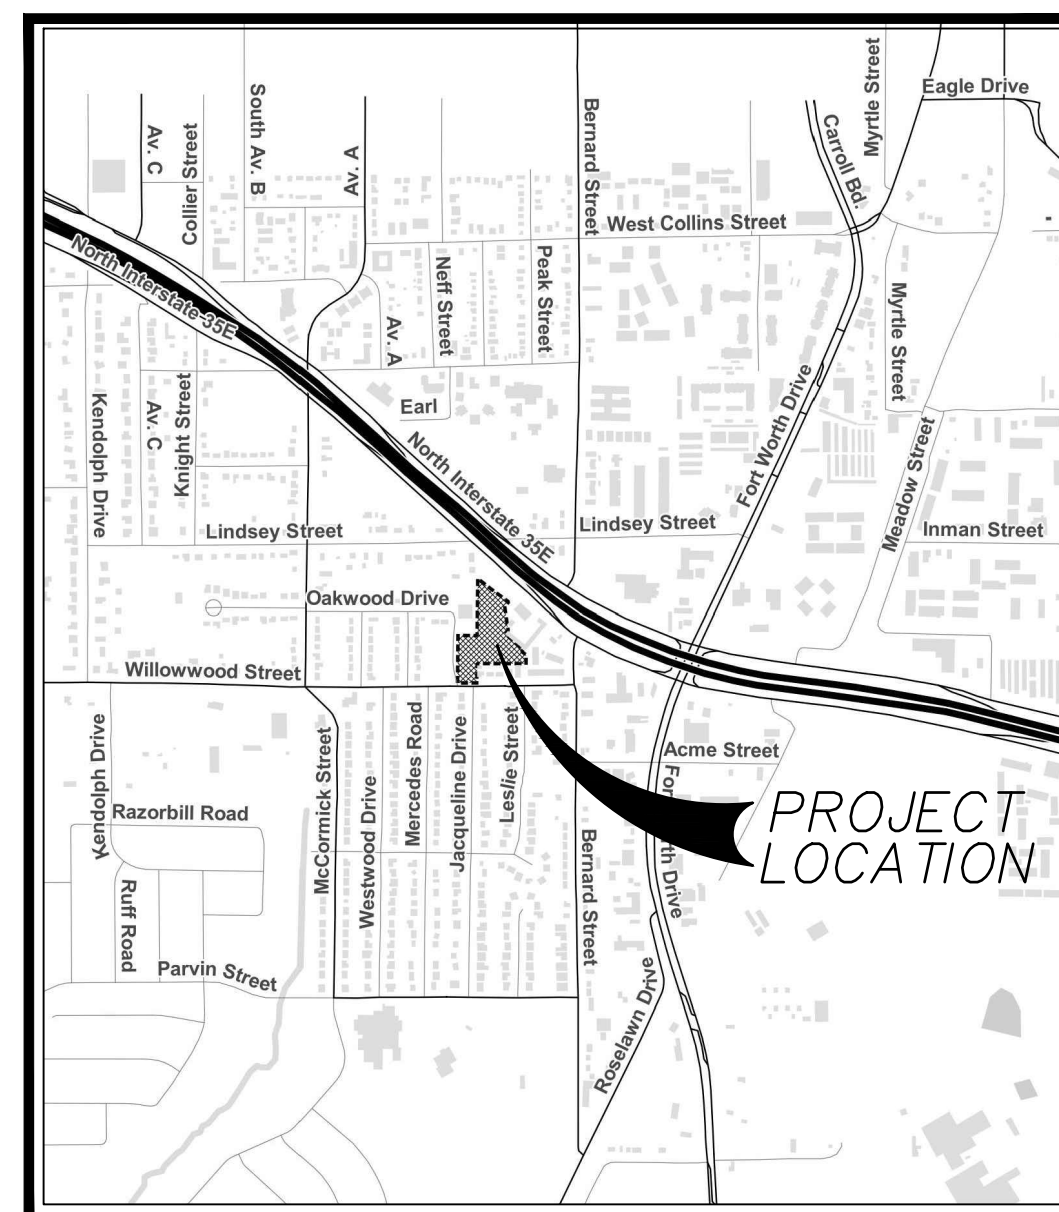 Eagle Drive
Myrtle Street
Carroll Bd.
South Av. B
Av. C
Collier Street
Av. A
Bernard Street
West Collins Street
North Interstate 35E
Neff Street
Peak Street
Myrtle Street
Av. A
Kendolph Drive
Av. C
Knight Street
Earl
Fort Worth Drive
Meadow Street
North Interstate 35E
Lindsey Street
Lindsey Street
Inman Street
Oakwood Drive
Willowwood Street
Kendolph Drive
McCormick Street
Westwood Drive
Mercedes Road
Jacqueline Drive
Leslie Street
Acme Street
Razorbill Road
PROJECT
LOCATION
Bernard Street
Ruff Road
Parvin Street
Roselawn Drive